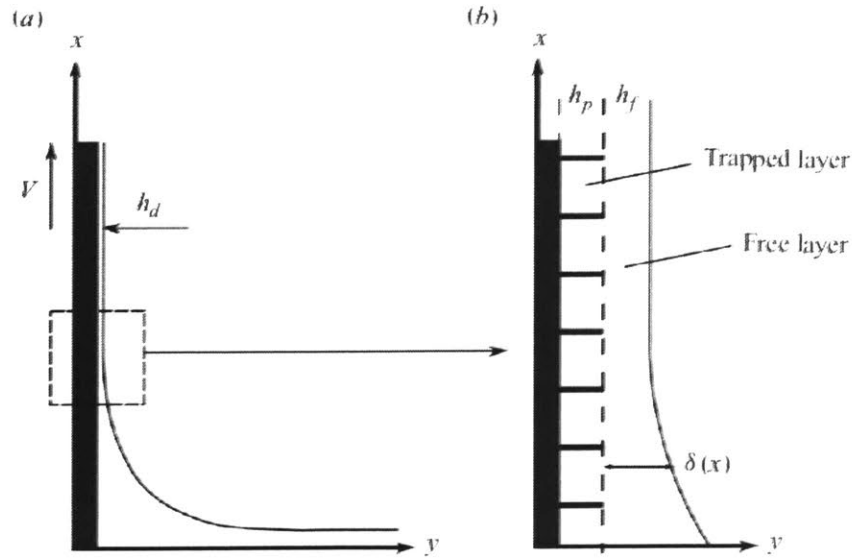 (a)
x
V
h_d
y
(b)
x
h_p
h_f
Trapped layer
Free layer
δ(x)
y